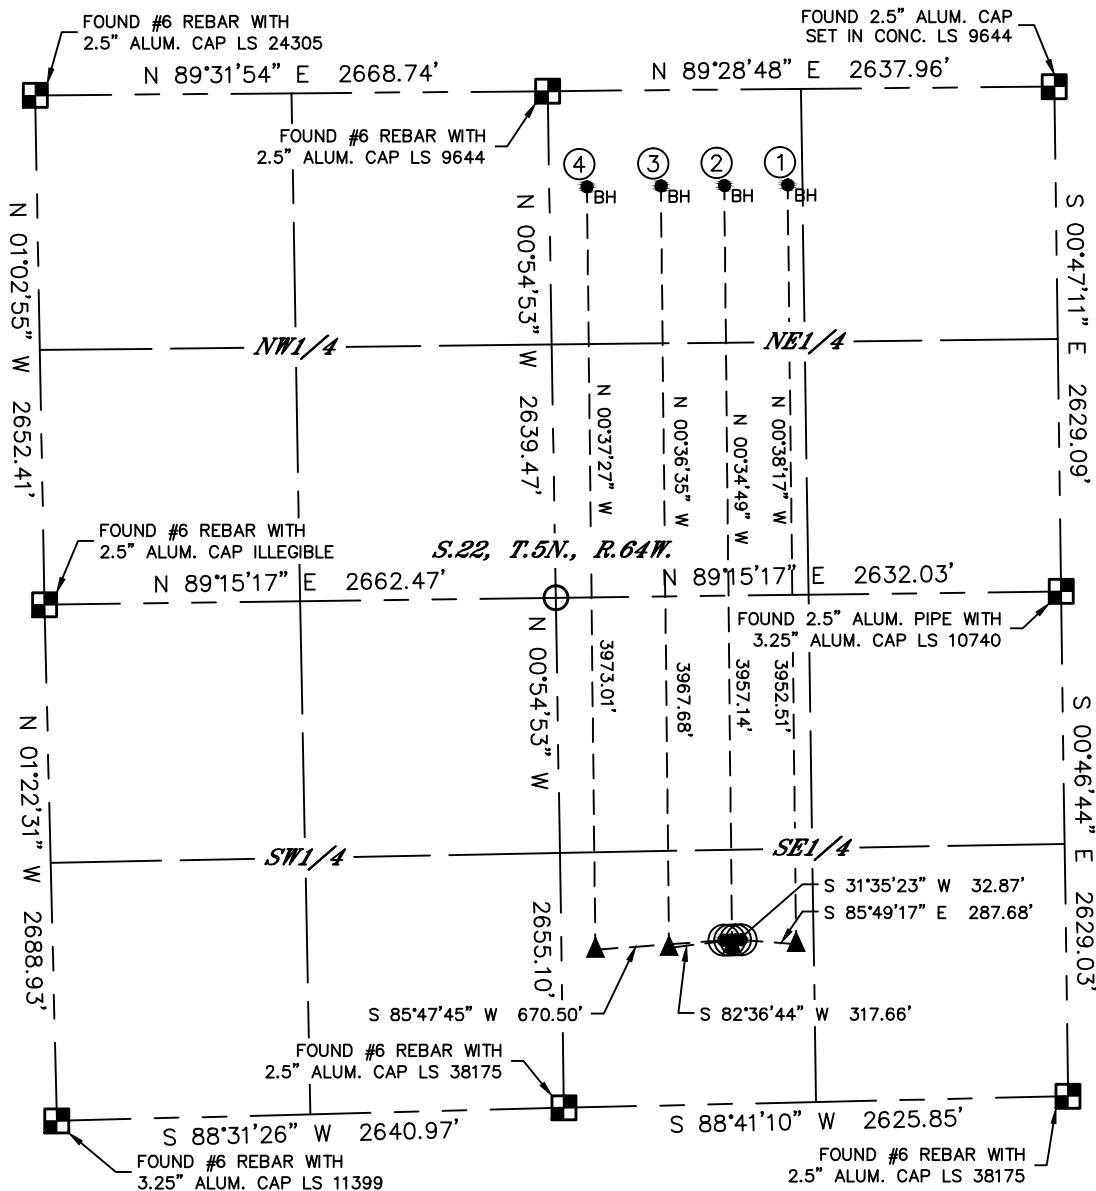 FOUND #6 REBAR WITH
2.5" ALUM. CAP LS 24305
FOUND 2.5" ALUM. CAP
SET IN CONC. LS 9644
N 89°31'54" E 2668.74'
N 89°28'48" E 2637.96'
FOUND #6 REBAR WITH
2.5" ALUM. CAP LS 9644
4
3
2
1
BH
BH
BH
BH
N 01°02'55" W 2652.41'
N 00°54'53" W 2639.47'
S 00°47'11" E 2629.09'
NW1/4
NE1/4
N 00°37'27" W
N 00°36'35" W
N 00°34'49" W
N 00°38'17" W
FOUND #6 REBAR WITH
2.5" ALUM. CAP ILLEGIBLE
S.22, T.5N., R.64W.
N 89°15'17" E 2662.47'
N 89°15'17" E 2632.03'
FOUND 2.5" ALUM. PIPE WITH
3.25" ALUM. CAP LS 10740
3973.01'
3967.68'
3957.14'
3952.51'
N 01°22'31" W 2688.93'
N 00°54'53" W 2655.10'
S 00°46'44" E 2629.03'
SW1/4
SE1/4
S 31°35'23" W 32.87'
S 85°49'17" E 287.68'
S 85°47'45" W 670.50'
S 82°36'44" W 317.66'
FOUND #6 REBAR WITH
2.5" ALUM. CAP LS 38175
S 88°31'26" W 2640.97'
S 88°41'10" W 2625.85'
FOUND #6 REBAR WITH
3.25" ALUM. CAP LS 11399
FOUND #6 REBAR WITH
2.5" ALUM. CAP LS 38175